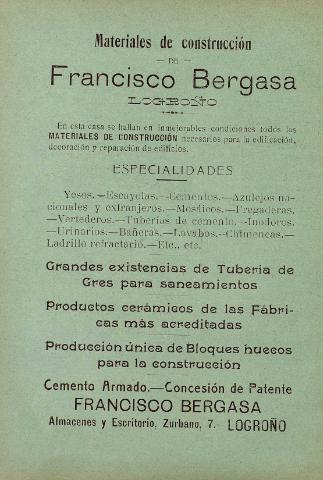 Materiales de construcción
— DE —
Francisco Bergasa
LOGROÑO
En esta casa se hallan en inmejorables condiciones todos los
MATERIALES DE CONSTRUCCIÓN necesarios para la edificación,
decoración y reparación de edificios.
ESPECIALIDADES
Yesos.—Escayolas.—Cementos.—Azulejos na-
cionales y extranjeros.—Mosáicos.—Fregaderas,
—Vertederos.—Tuberías de cemento.—Inodoros.
—Urinarios.—Bañeras.—Lavabos.—Chimeneas.—
Ladrillo refractario.—Etc., etc.
Grandes existencias de Tubería de
Gres para saneamientos
Productos cerámicos de las Fábri-
cas más acreditadas
Producción única de Bloques huecos
para la construcción
Cemento Armado.—Concesión de Patente
FRANCISCO BERGASA
Almacenes y Escritorio, Zurbano, 7.- LOGROÑO